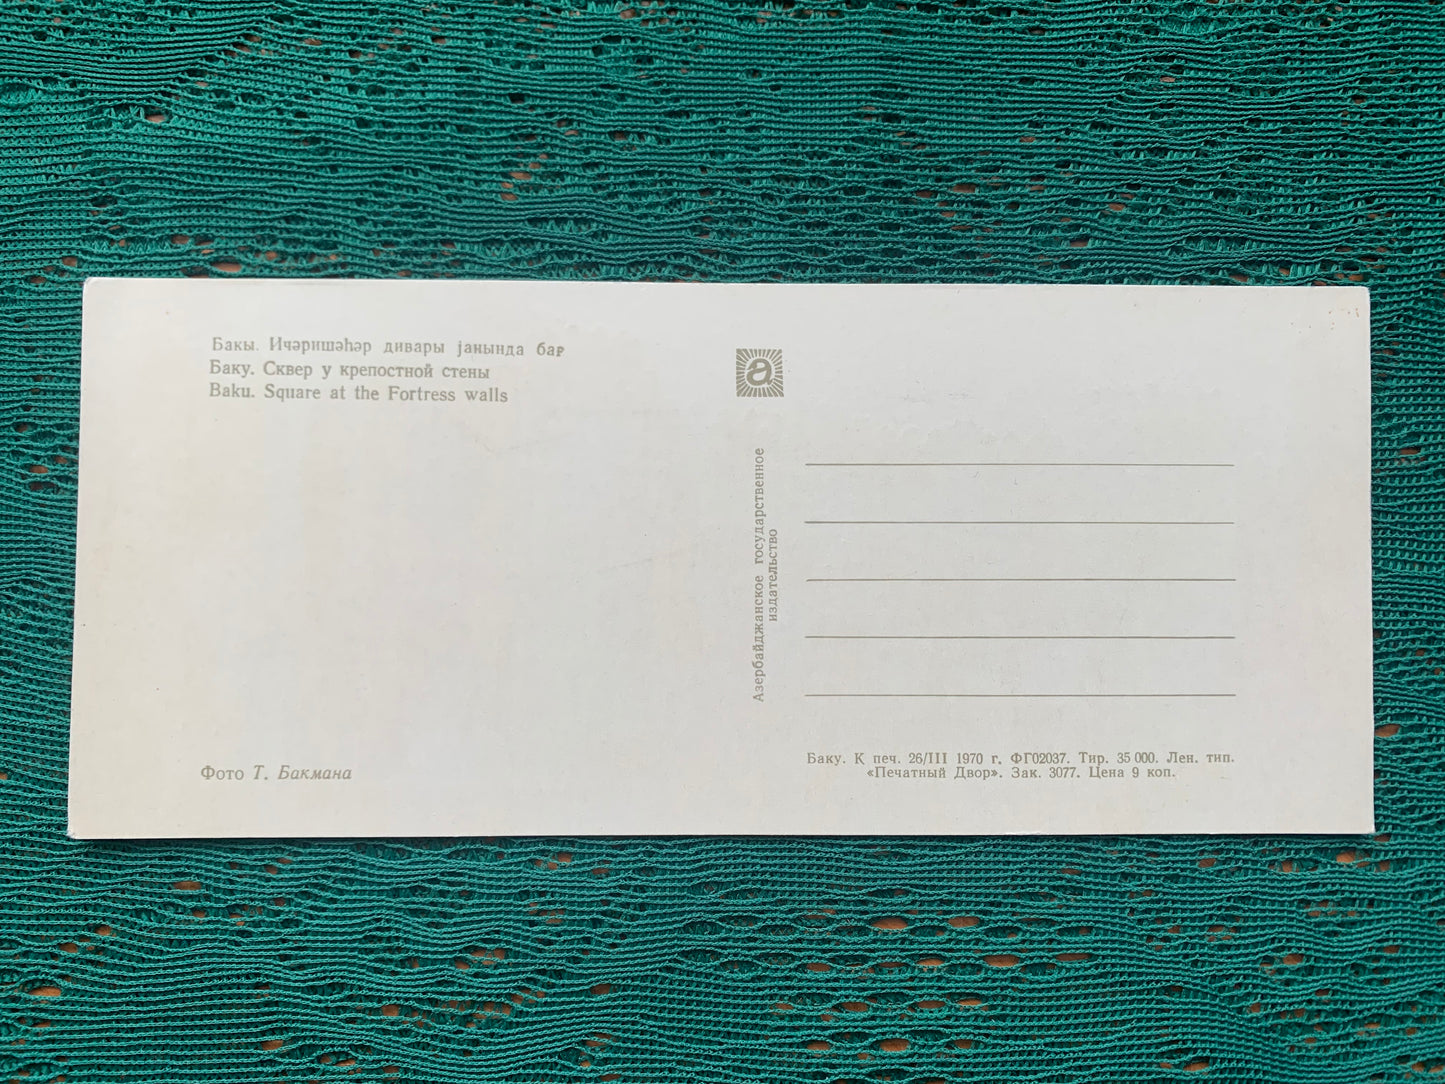 Бакы. Ичәришәһәр дивары јанында бағ
Баку. Сквер у крепостной стены
Baku. Square at the Fortress walls
Фото Т. Бакмана
a
Азербайджанское государственное
издательство
Баку. К печ. 26/III 1970 г. ФГ02037. Тир. 35 000. Лен. тип.
«Печатный Двор». Зак. 3077. Цена 9 коп.